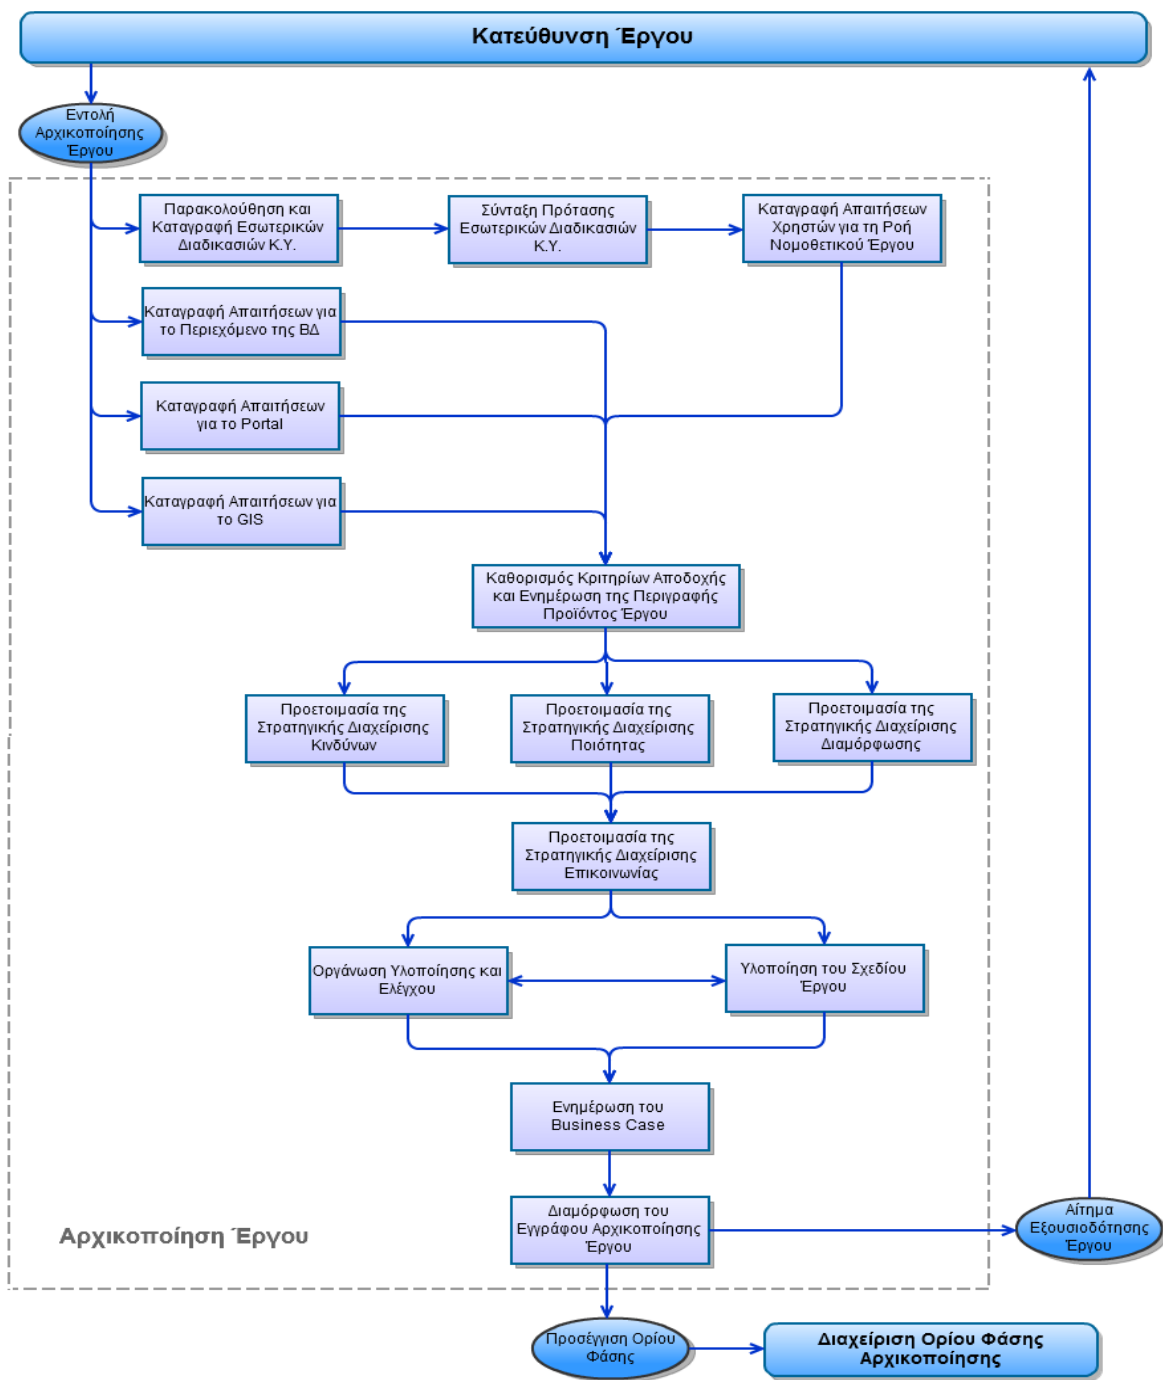 Κατεύθυνση Έργου
Εντολή
Αρχικοποίησης
Έργου
Παρακολούθηση και
Καταγραφή Εσωτερικών
Διαδικασιών Κ.Υ.
Σύνταξη Πρότασης
Εσωτερικών Διαδικασιών
Κ.Υ.
Καταγραφή Απαιτήσεων
Χρηστών για τη Ροή
Νομοθετικού Έργου
Καταγραφή Απαιτήσεων για
το Περιεχόμενο της ΒΔ
Καταγραφή Απαιτήσεων
για το Portal
Καταγραφή Απαιτήσεων για
το GIS
Καθορισμός Κριτηρίων Αποδοχής
και Ενημέρωση της Περιγραφής
Προϊόντος Έργου
Προετοιμασία της
Στρατηγικής Διαχείρισης
Κινδύνων
Προετοιμασία της
Στρατηγικής Διαχείρισης
Ποιότητας
Προετοιμασία της
Στρατηγικής Διαχείρισης
Διαμόρφωσης
Προετοιμασία της
Στρατηγικής Διαχείρισης
Επικοινωνίας
Οργάνωση Υλοποίησης και
Ελέγχου
Υλοποίηση του Σχεδίου
Έργου
Ενημέρωση του
Business Case
Διαμόρφωση του
Εγγράφου Αρχικοποίησης
Έργου
Αίτημα
Εξουσιοδότησης
Έργου
Αρχικοποίηση Έργου
Προσέγγιση Ορίου
Φάσης
Διαχείριση Ορίου Φάσης
Αρχικοποίησης